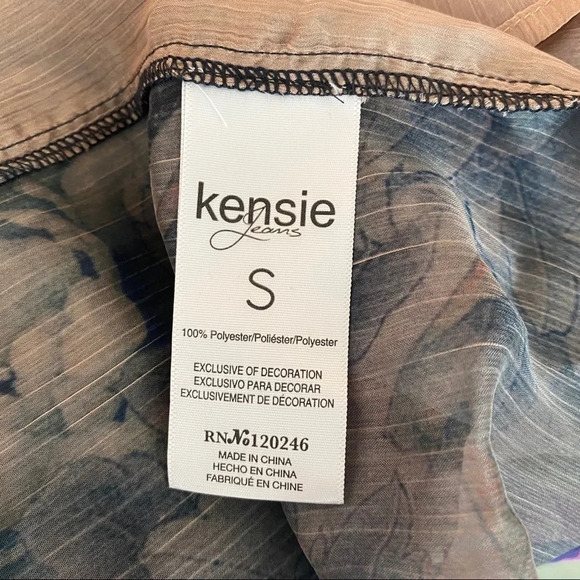 kensie
Jeans
S
100% Polyester/Poliéster/Polyester
EXCLUSIVE OF DECORATION
EXCLUSIVO PARA DECORAR
EXCLUSIVEMENT DE DÉCORATION
RN№120246
MADE IN CHINA
HECHO EN CHINA
FABRIQUÉ EN CHINE